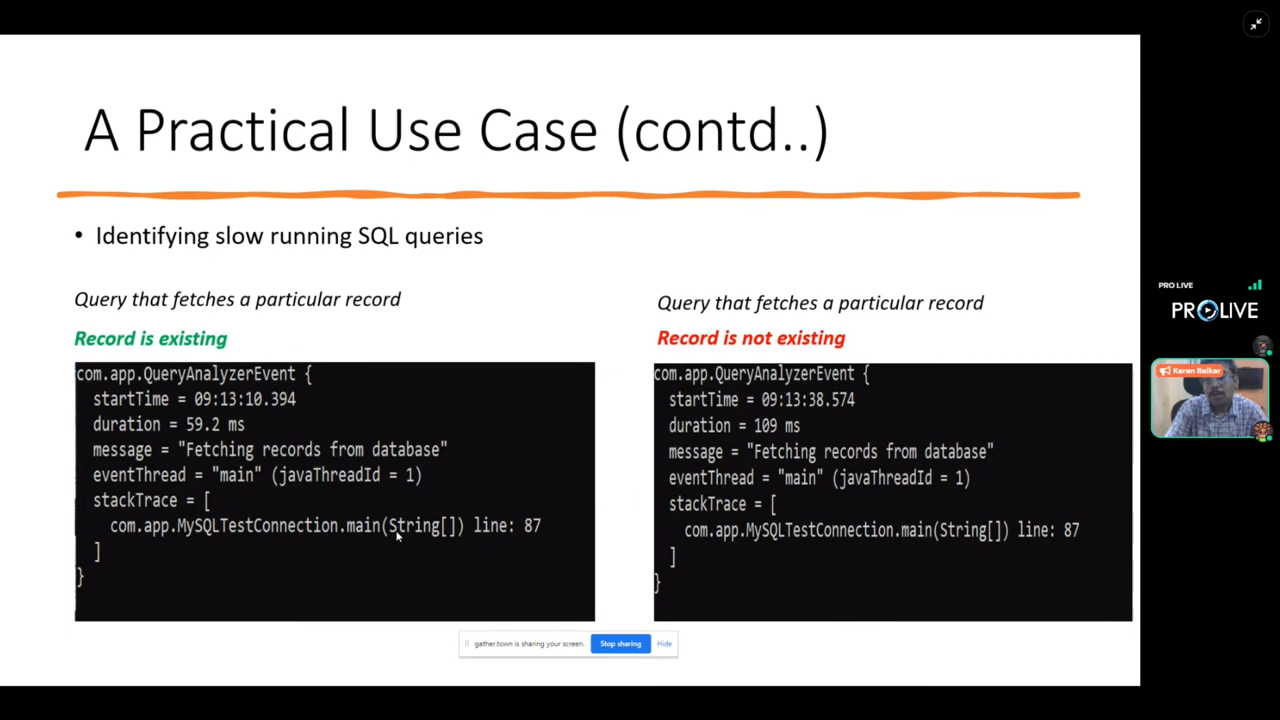 A Practical Use Case (contd..)
• Identifying slow running SQL queries
Query that fetches a particular record
Record is existing
com.app.QueryAnalyzerEvent {
startTime = 09:13:10.394
duration = 59.2 ms
message = "Fetching records from database"
eventThread = "main" (javaThreadId = 1)
stackTrace = [
com.app.MySQLTestConnection.main(String[]) line: 87
]
}
Query that fetches a particular record
Record is not existing
com.app.QueryAnalyzerEvent {
startTime = 09:13:38.574
duration = 109 ms
message = "Fetching records from database"
eventThread = "main" (javaThreadId = 1)
stackTrace = [
com.app.MySQLTestConnection.main(String[]) line: 87
]
}
gather.town is sharing your screen.
Stop sharing
Hide
PRO LIVE
PROLIVE
Karan Balkar